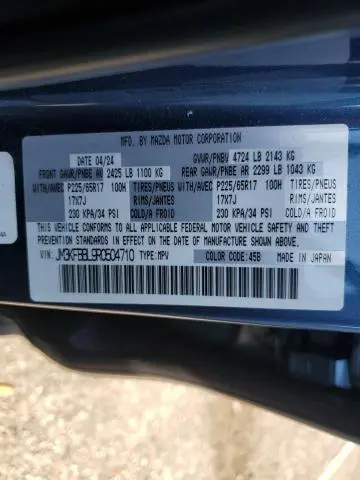 MFG. BY MAZDA MOTOR CORPORATION
DATE 04/24 GVWR/PNBV 4724 LB 2143 KG
FRONT GAWR/PNBE AV 2425 LB 1100 KG REAR GAWR/PNBE AR 2299 LB 1043 KG
WITH/AVEC P225/65R17 100H TIRES/PNEUS WITH/AVEC P225/65R17 100H TIRES/PNEUS
17X7J RIMS/JANTES 17X7J RIMS/JANTES
230 KPA/34 PSI COLD/A FROID 230 KPA/34 PSI COLD/A FROID
THIS VEHICLE CONFORMS TO ALL APPLICABLE FEDERAL MOTOR VEHICLE SAFETY,
BUMPER, AND THEFT PREVENTION STANDARDS IN EFFECT ON THE DATE OF
MANUFACTURE SHOWN ABOVE.
VIN: JM3KFBBL9R0504710 TYPE:MPV COLOR CODE:45B MADE IN JAPAN